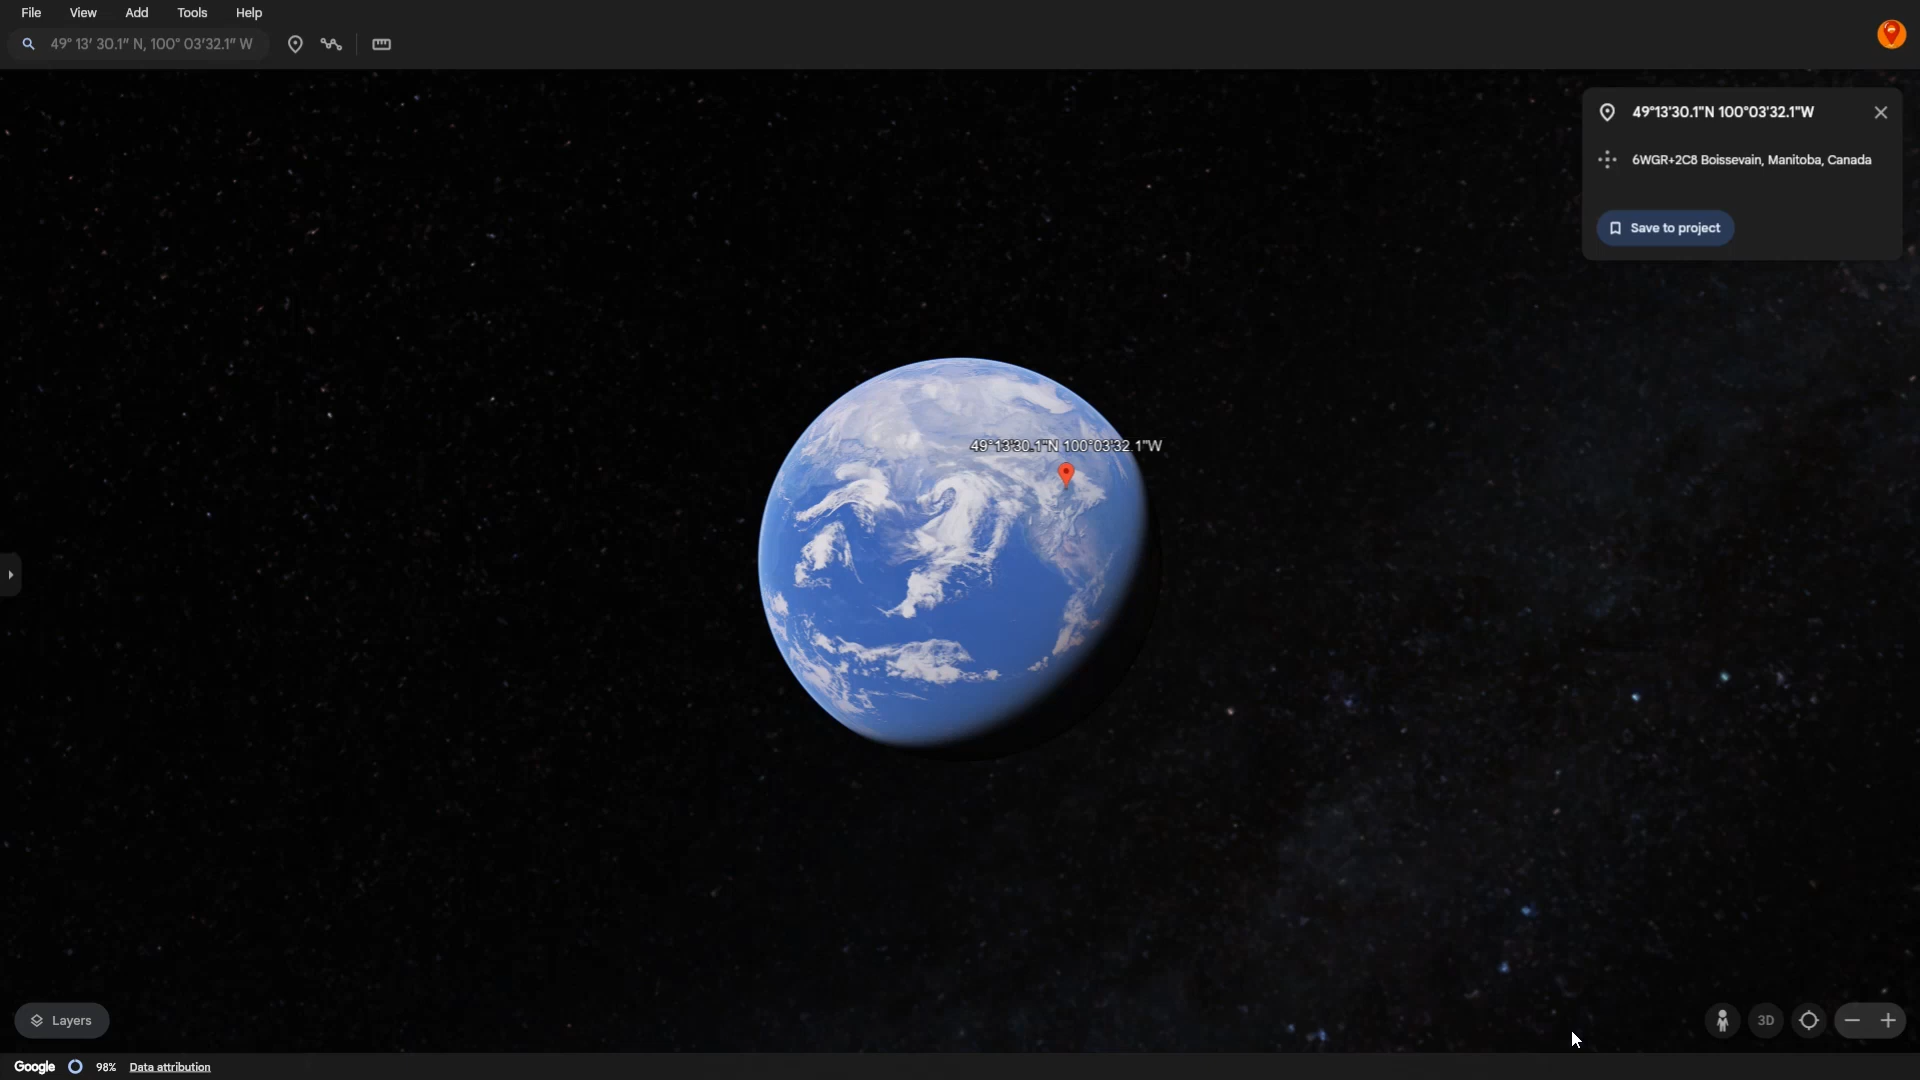 File View Add Tools Help
49° 13′ 30.1″ N, 100° 03′32.1″ W
49°13'30.1"N 100°03'32.1"W
6WGR+2C8 Boissevain, Manitoba, Canada
Save to project
49°13'30.1"N 100°03'32.1"W
Layers
3D
Google 98% Data attribution